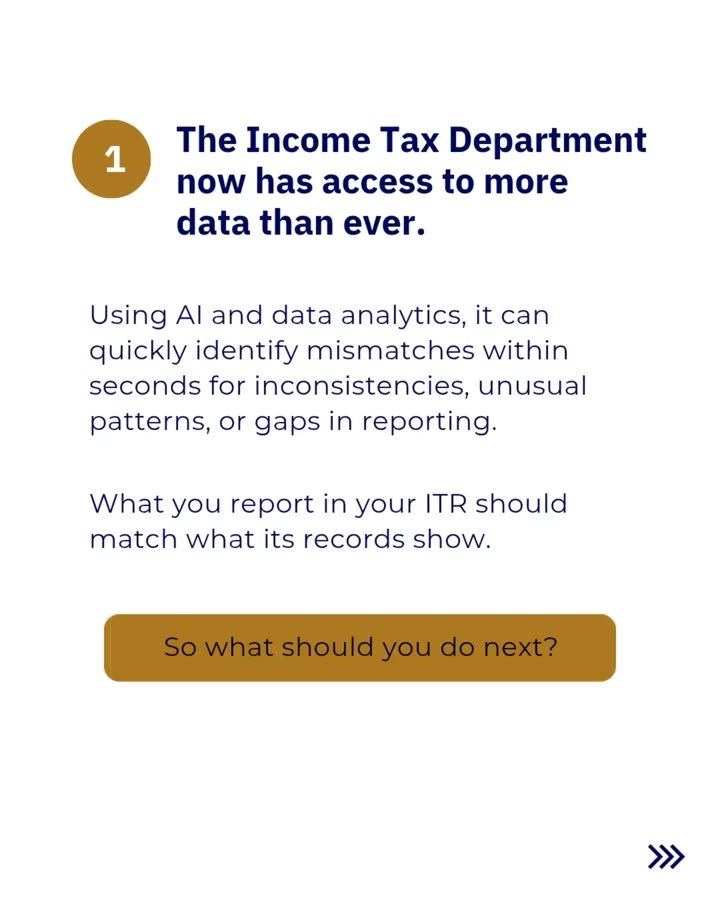 1
The Income Tax Department
now has access to more
data than ever.
Using AI and data analytics, it can
quickly identify mismatches within
seconds for inconsistencies, unusual
patterns, or gaps in reporting.
What you report in your ITR should
match what its records show.
So what should you do next?